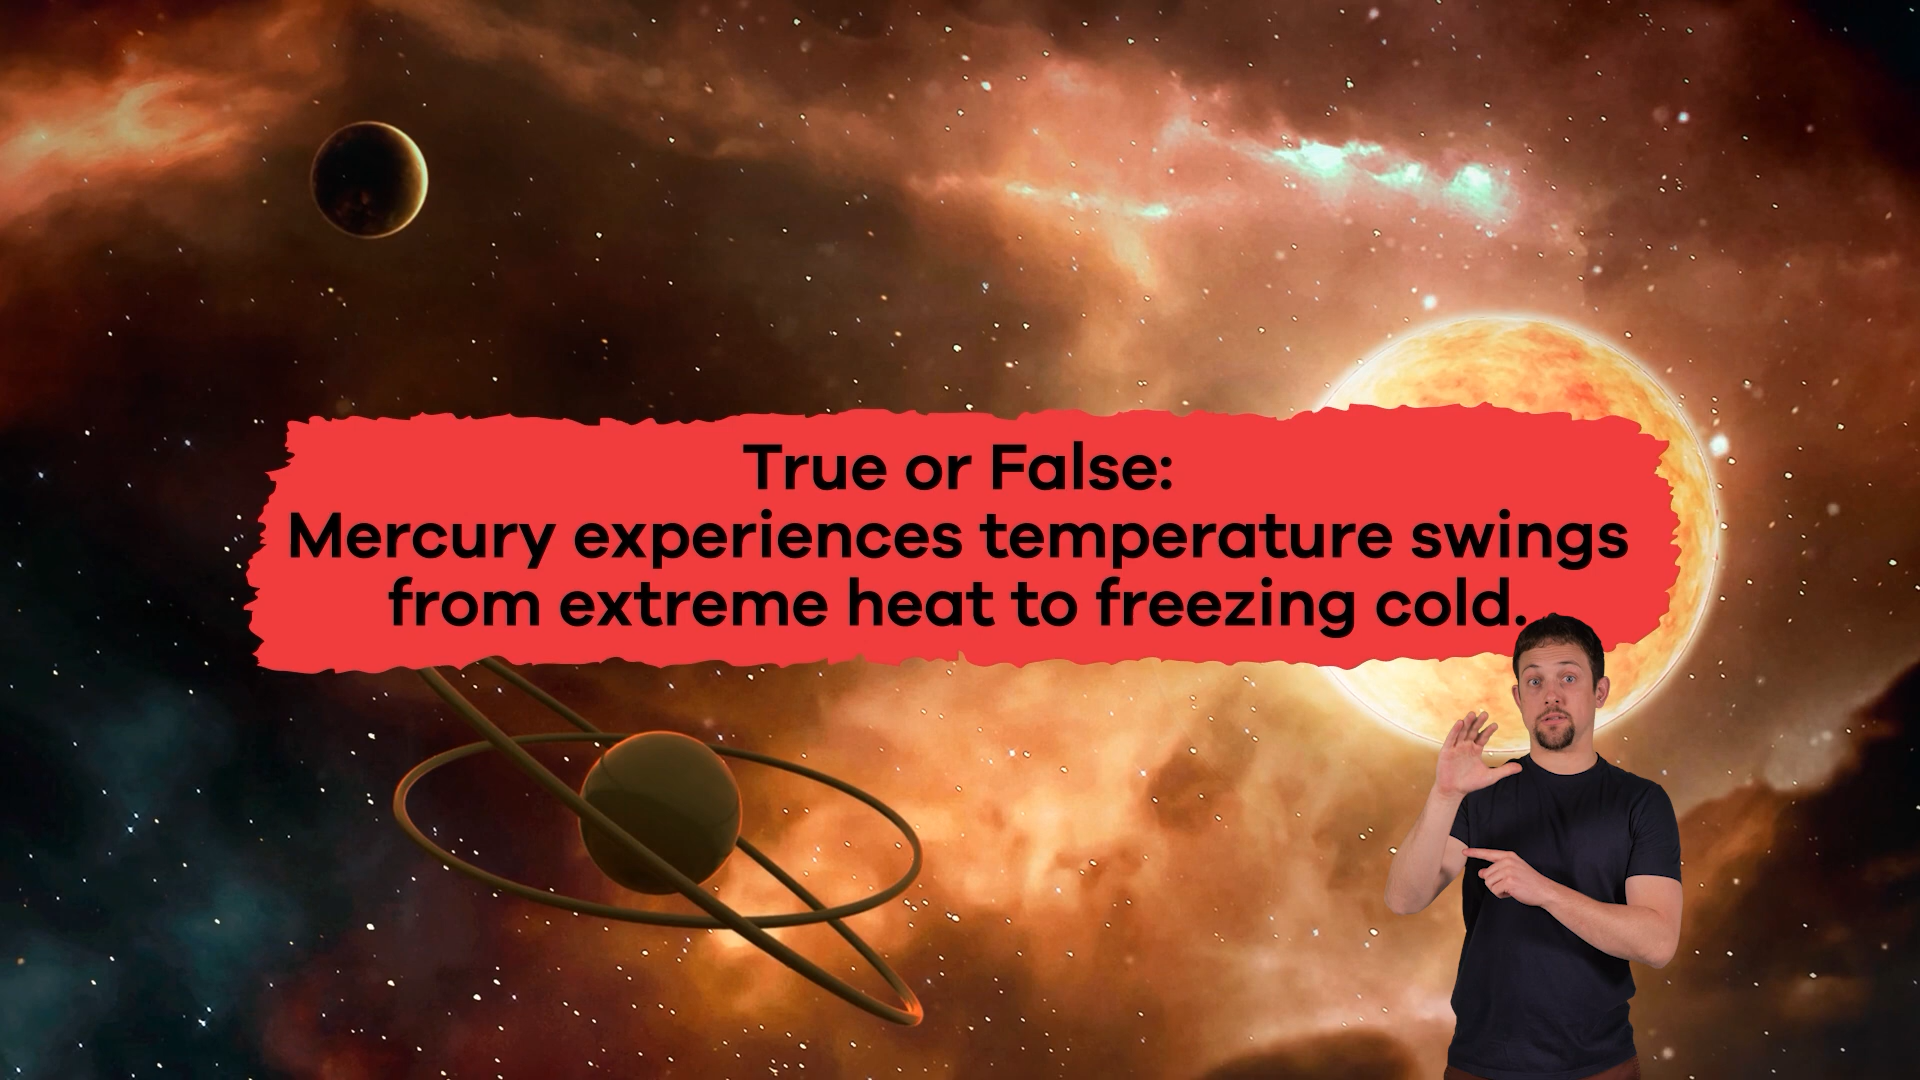 True or False:
Mercury experiences temperature swings
from extreme heat to freezing cold.